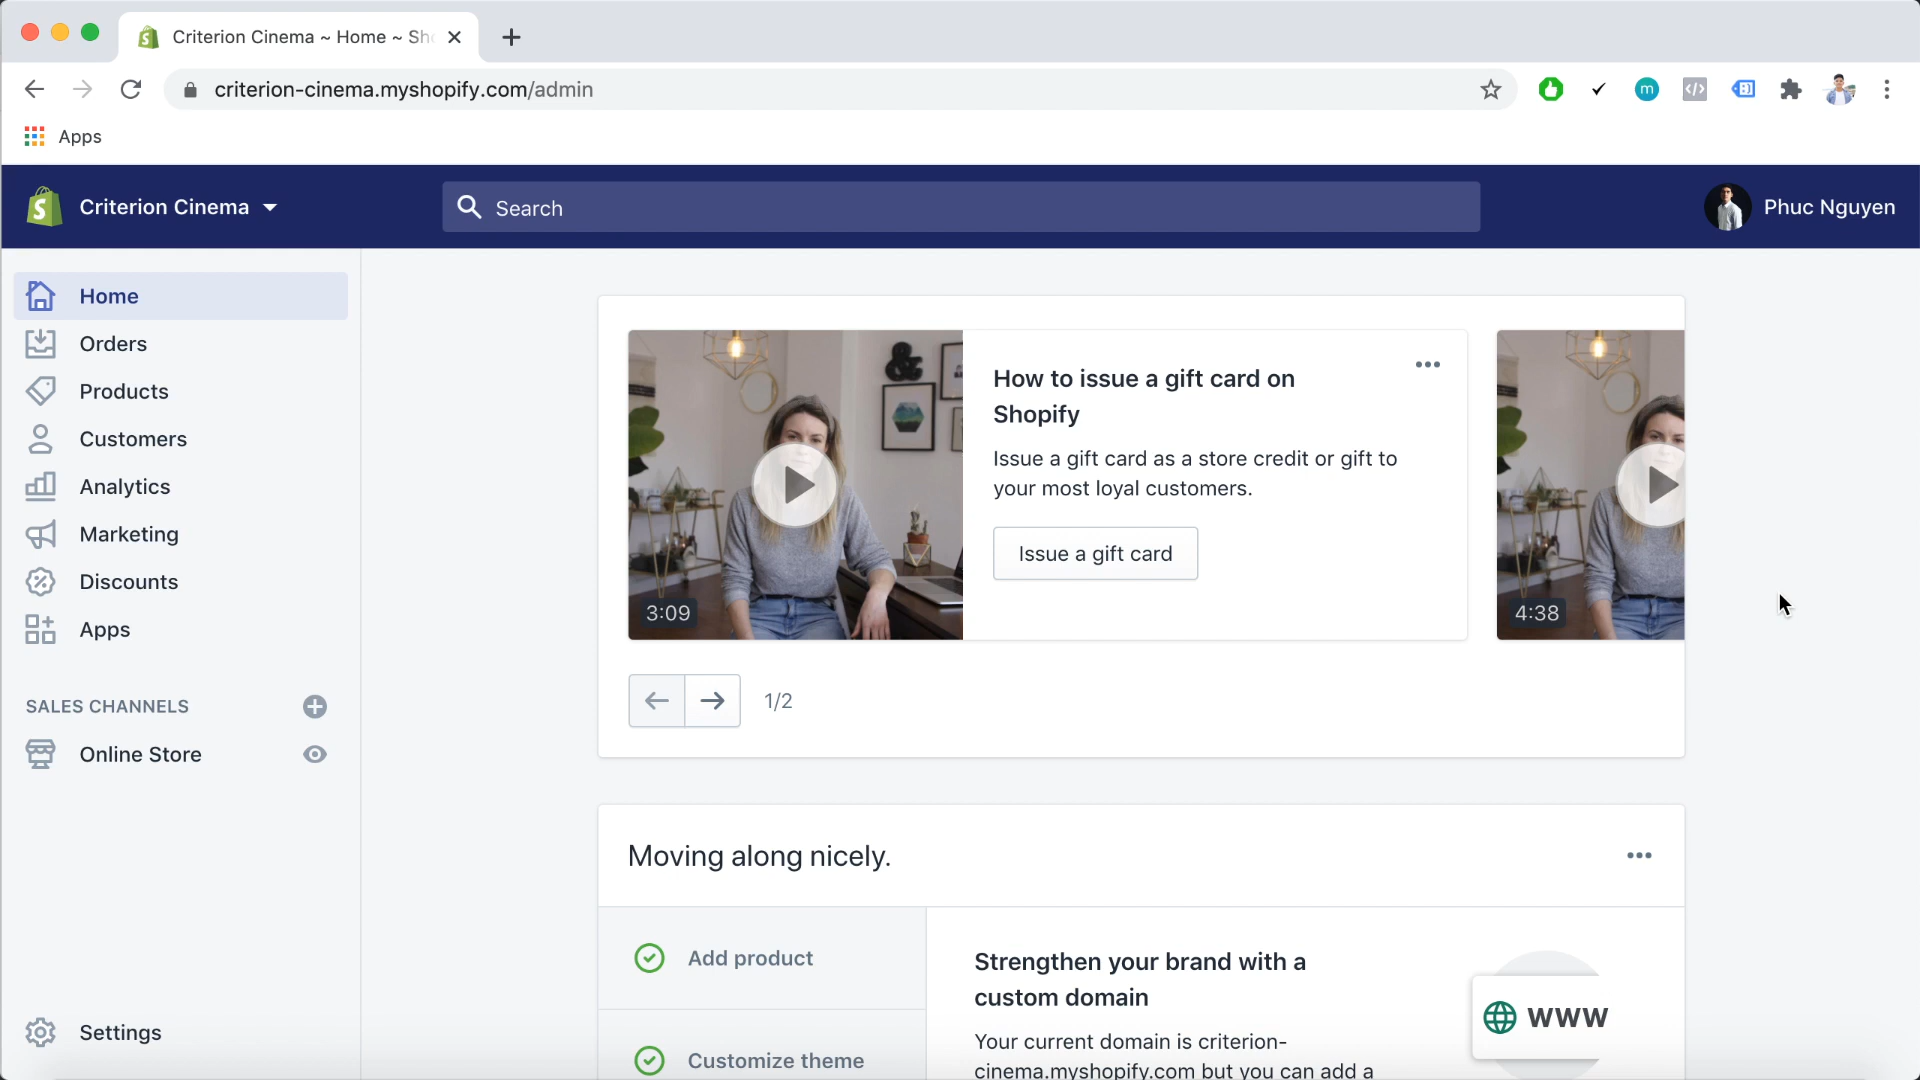 Criterion Cinema ~ Home ~ Sho
criterion-cinema.myshopify.com/admin
m
Apps
Criterion Cinema
Search
Phuc Nguyen
Home
Orders
Products
Customers
Analytics
Marketing
Discounts
Apps
SALES CHANNELS
Online Store
Settings
3:09
How to issue a gift card on
Shopify
Issue a gift card as a store credit or gift to
your most loyal customers.
Issue a gift card
4:38
1/2
Moving along nicely.
Add product
Customize theme
Strengthen your brand with a
custom domain
Your current domain is criterion-
cinema.myshopify.com but you can add a
www